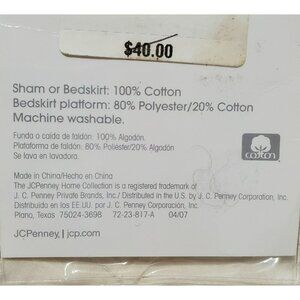 $40.00
Sham or Bedskirt: 100% Cotton
Bedskirt platform: 80% Polyester/20% Cotton
Machine washable.
Funda o caída de faldón: 100% Algodón.
Plataforma de faldón: 80% Poliéster/20% Algodón
Se lava en lavadora.
cotton
Made in China/Hecho en China
The JCPenney Home Collection is a registered trademark of
J. C. Penney Private Brands, Inc./ Distributed in the U.S. by J. C. Penney Corporation, Inc.
Distribuido en los EE.UU. por J. C. Penney Corporación, Inc.
Plano, Texas 75024-3698 72-23-817-A 04/07
JCPenney | jcp.com